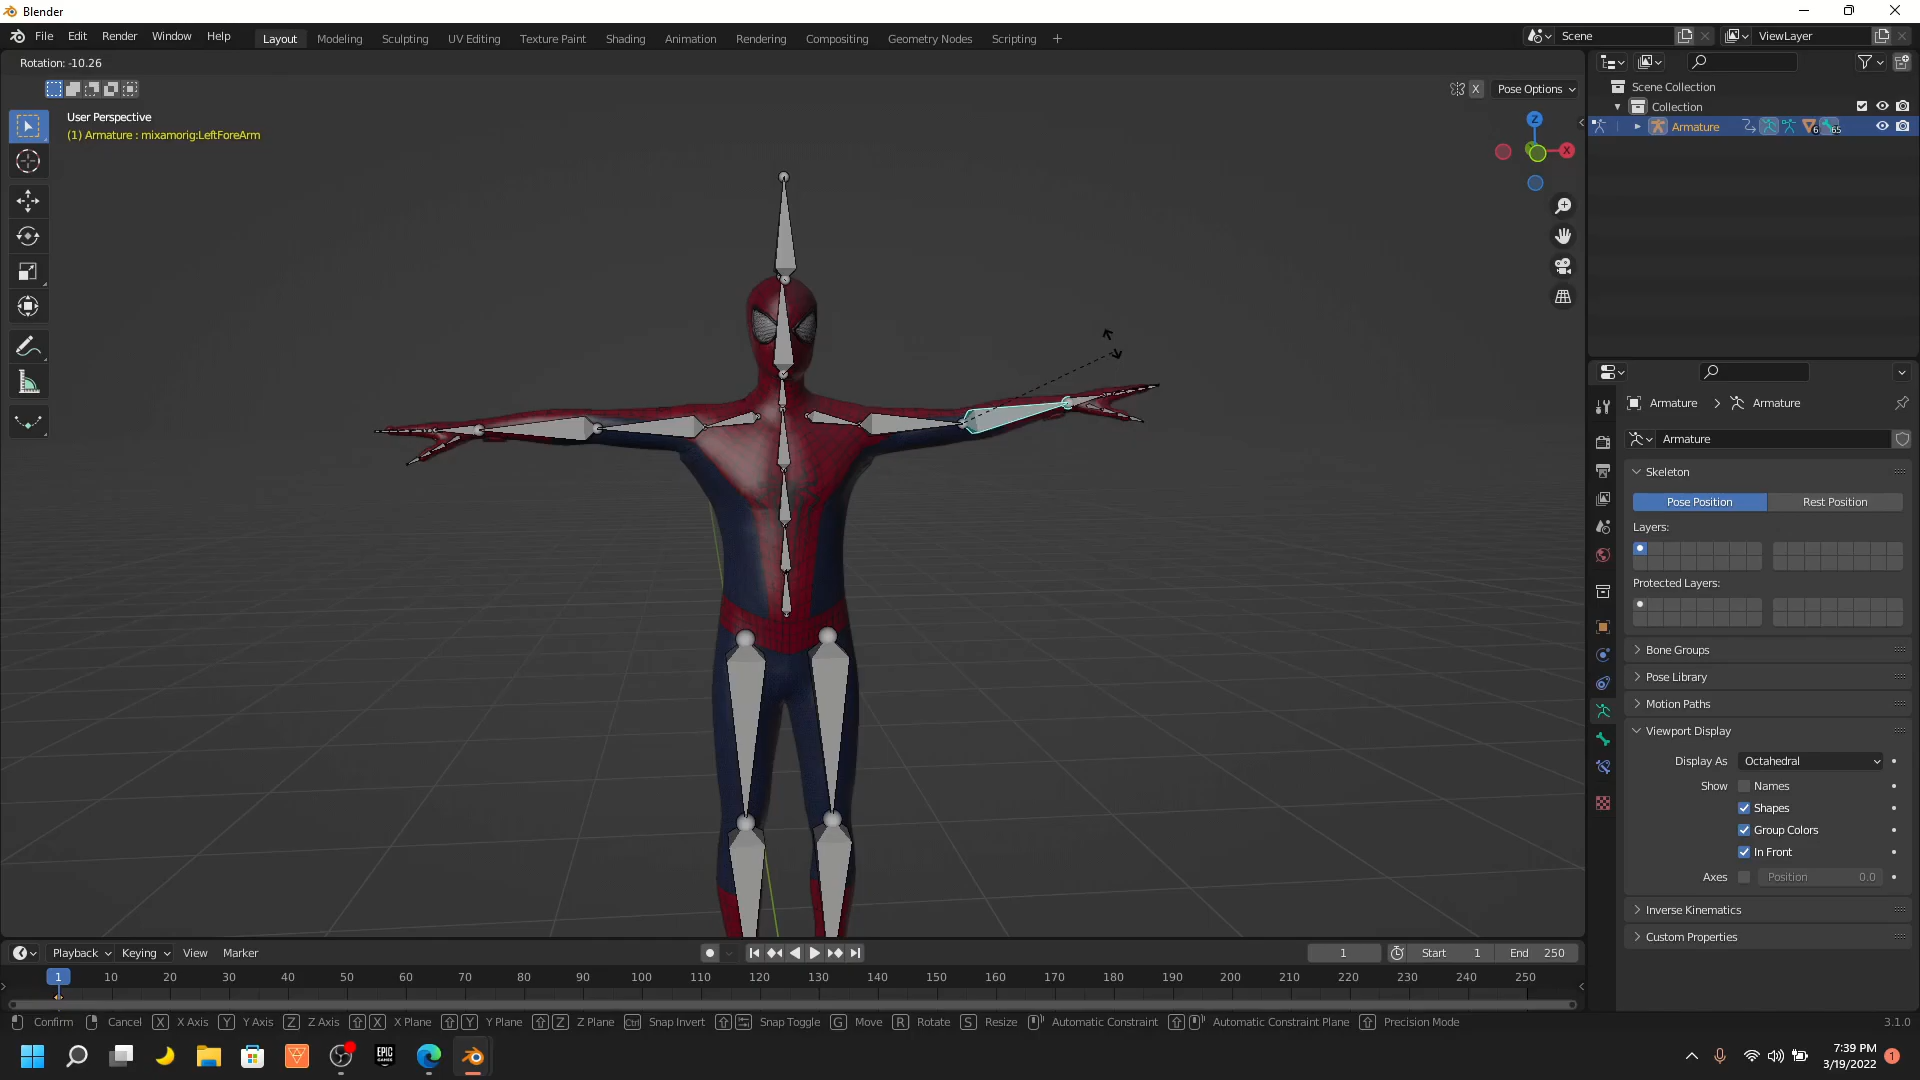 Blender
File Edit Render Window Help Layout Modeling Sculpting UV Editing Texture Paint Shading Animation Rendering Compositing Geometry Nodes Scripting + Scene ViewLayer
Rotation: -10.26
X Pose Options
User Perspective
(1) Armature : mixamorig:LeftForeArm
Z
X
Scene Collection
Collection
Armature 6 65
Armature > Armature
Armature
Skeleton
Pose Position Rest Position
Layers:
Protected Layers:
Bone Groups
Pose Library
Motion Paths
Viewport Display
Display As Octahedral
Show Names
Shapes
Group Colors
In Front
Axes Position 0.0
Inverse Kinematics
Custom Properties
Playback Keying View Marker 1 Start 1 End 250
1 10 20 30 40 50 60 70 80 90 100 110 120 130 140 150 160 170 180 190 200 210 220 230 240 250
Confirm Cancel X X Axis Y Y Axis Z Z Axis X X Plane Y Y Plane Z Z Plane Ctrl Snap Invert Snap Toggle G Move R Rotate S Resize Automatic Constraint Automatic Constraint Plane Precision Mode 3.1.0
EPIC GAMES
7:39 PM
3/19/2022
1